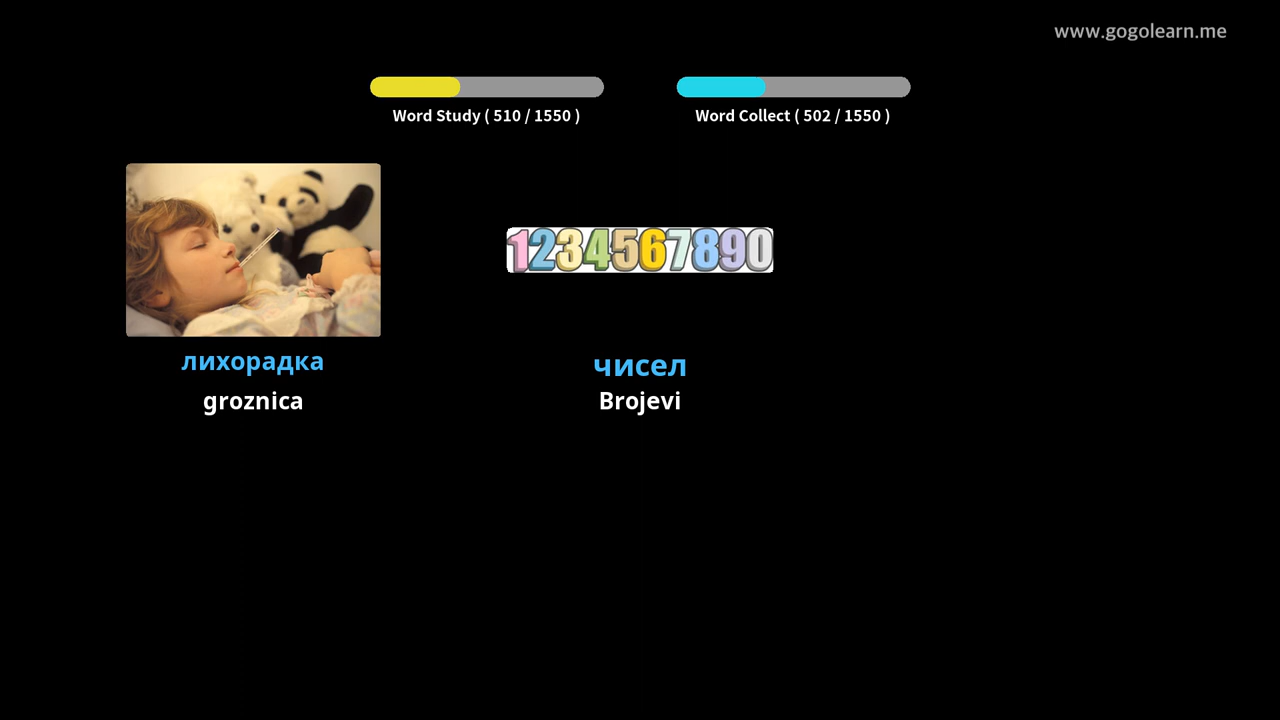 www.gogolearn.me
Word Study ( 510 / 1550 )
Word Collect ( 502 / 1550 )
1234567890
лихорадка
groznica
чисел
Brojevi